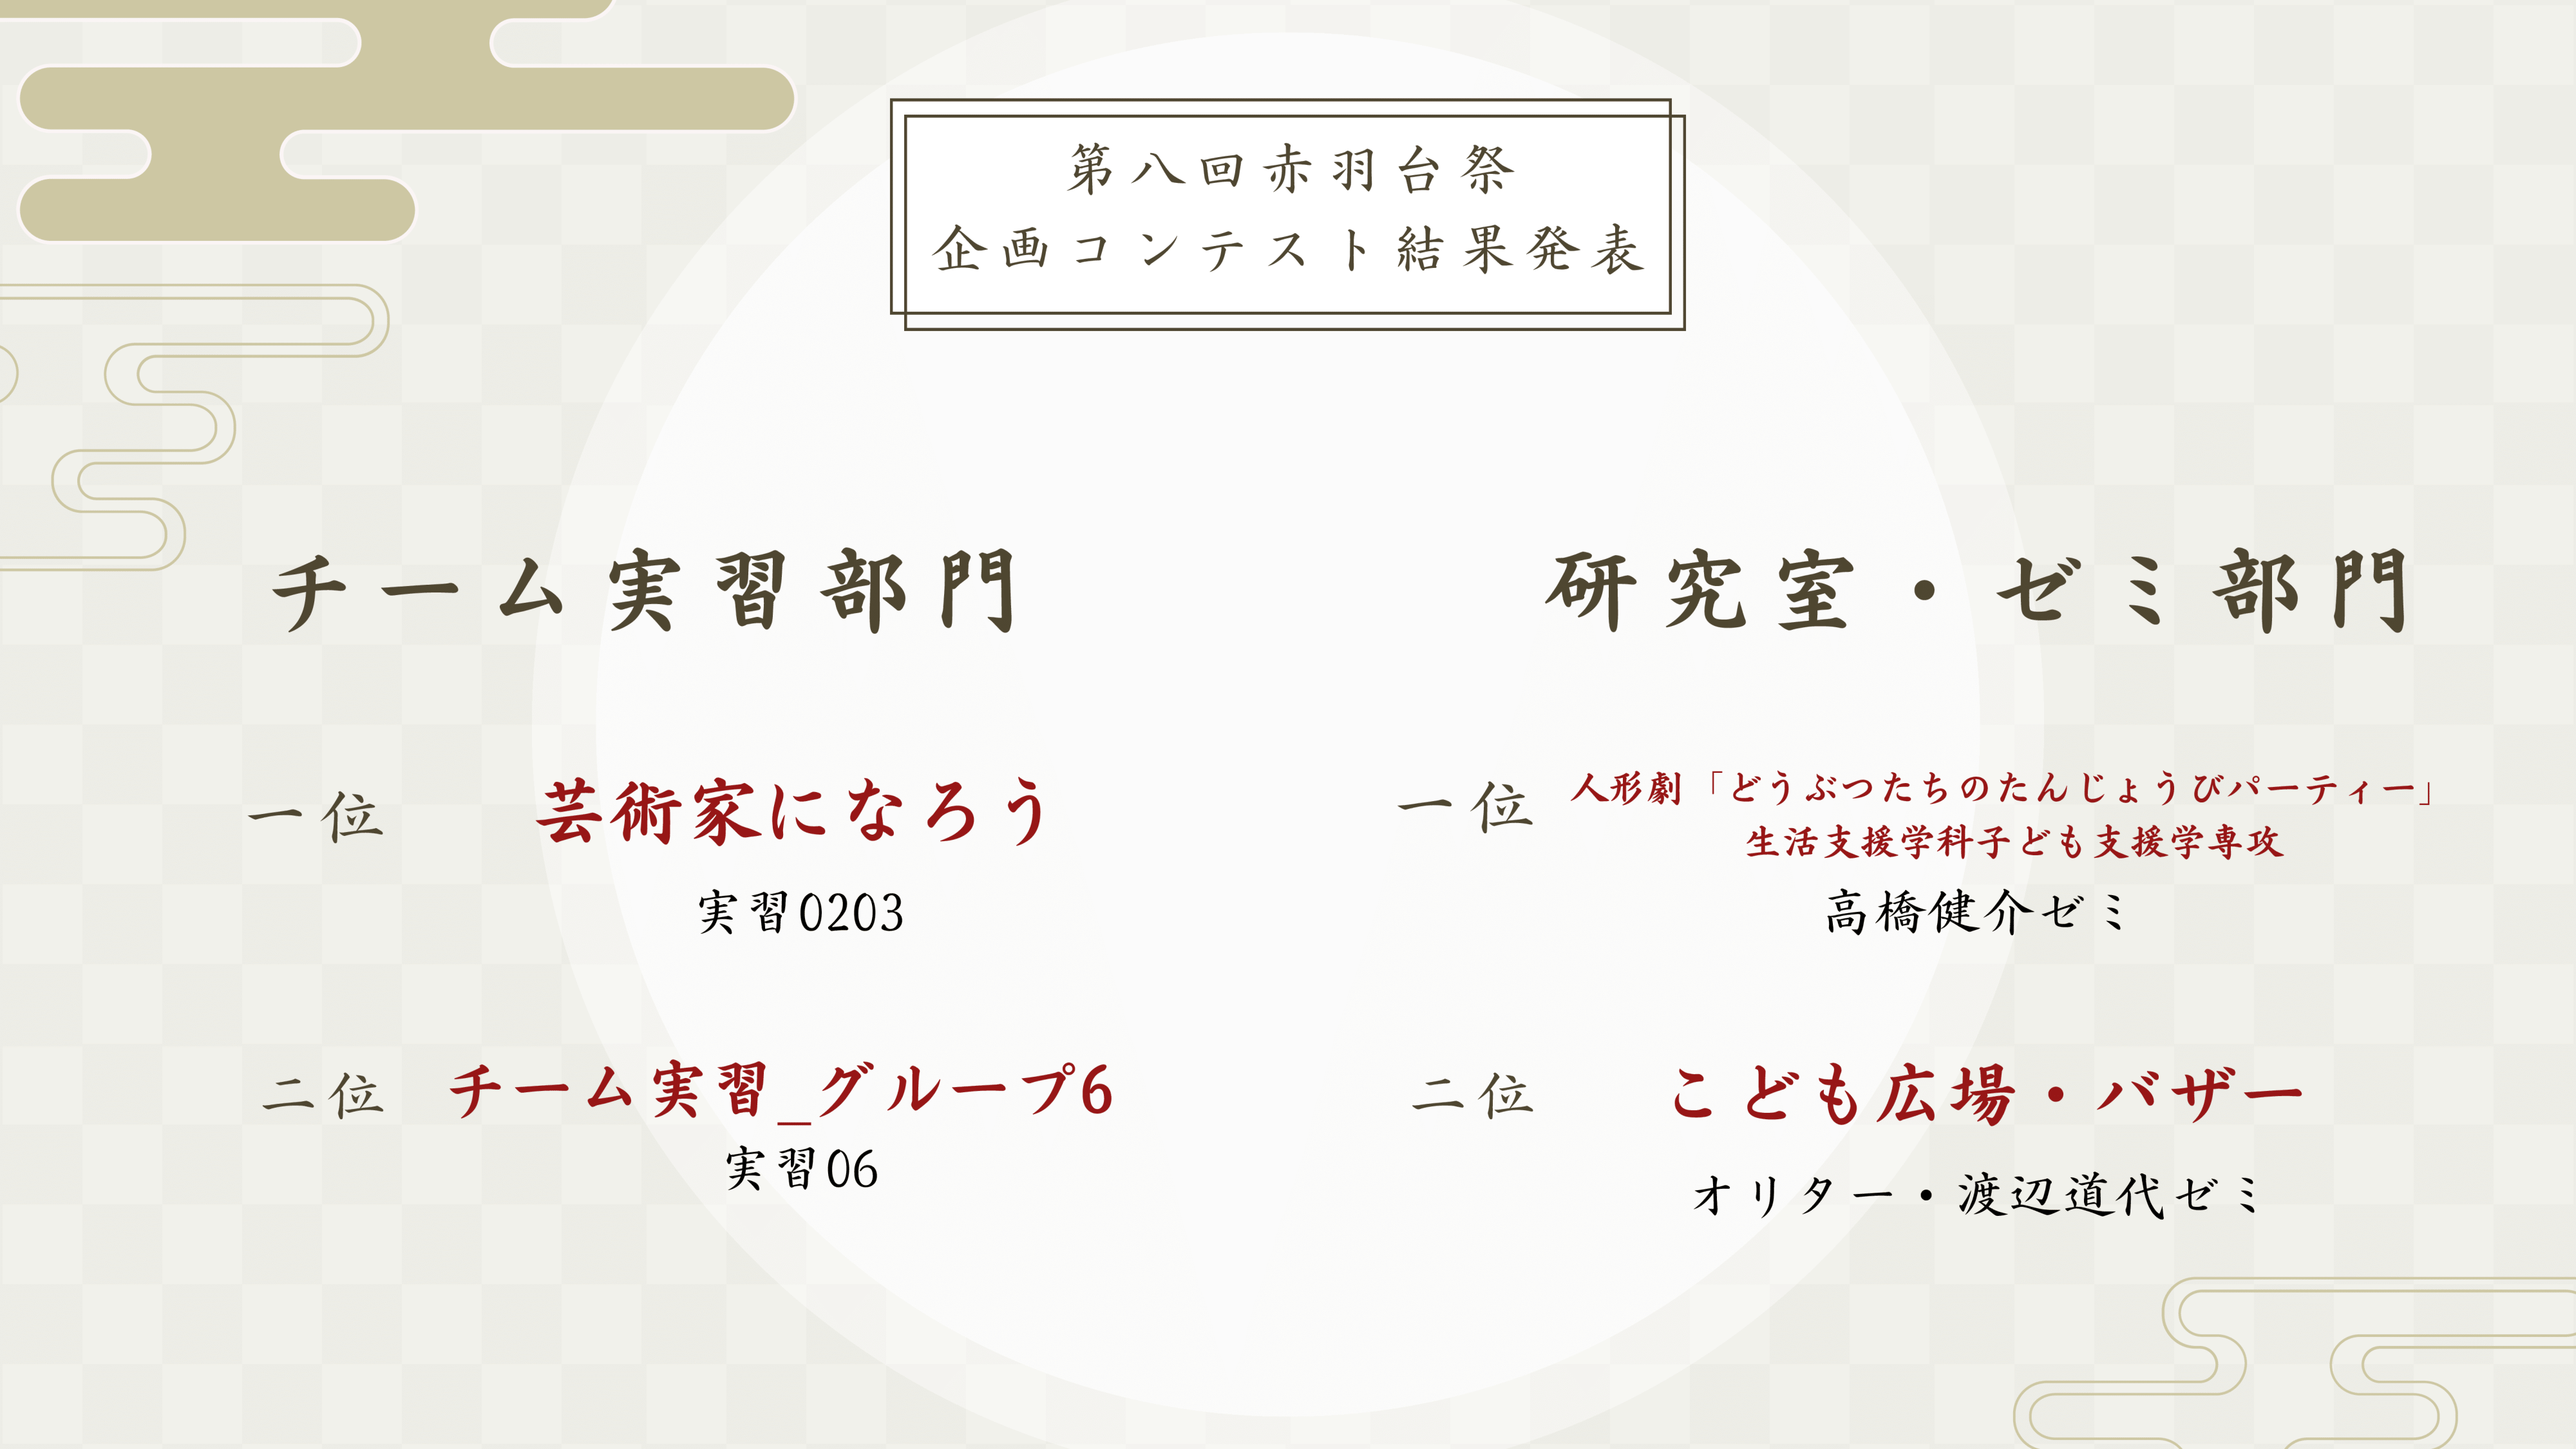 第八回赤羽台祭
企画コンテスト結果発表
チーム実習部門
一位
芸術家になろう
実習0203
二位
チーム実習_グループ6
実習06
研究室・ゼミ部門
一位
人形劇「どうぶつたちのたんじょうびパーティー」
生活支援学科子ども支援学専攻
高橋健介ゼミ
二位
こども広場・バザー
オリター・渡辺道代ゼミ